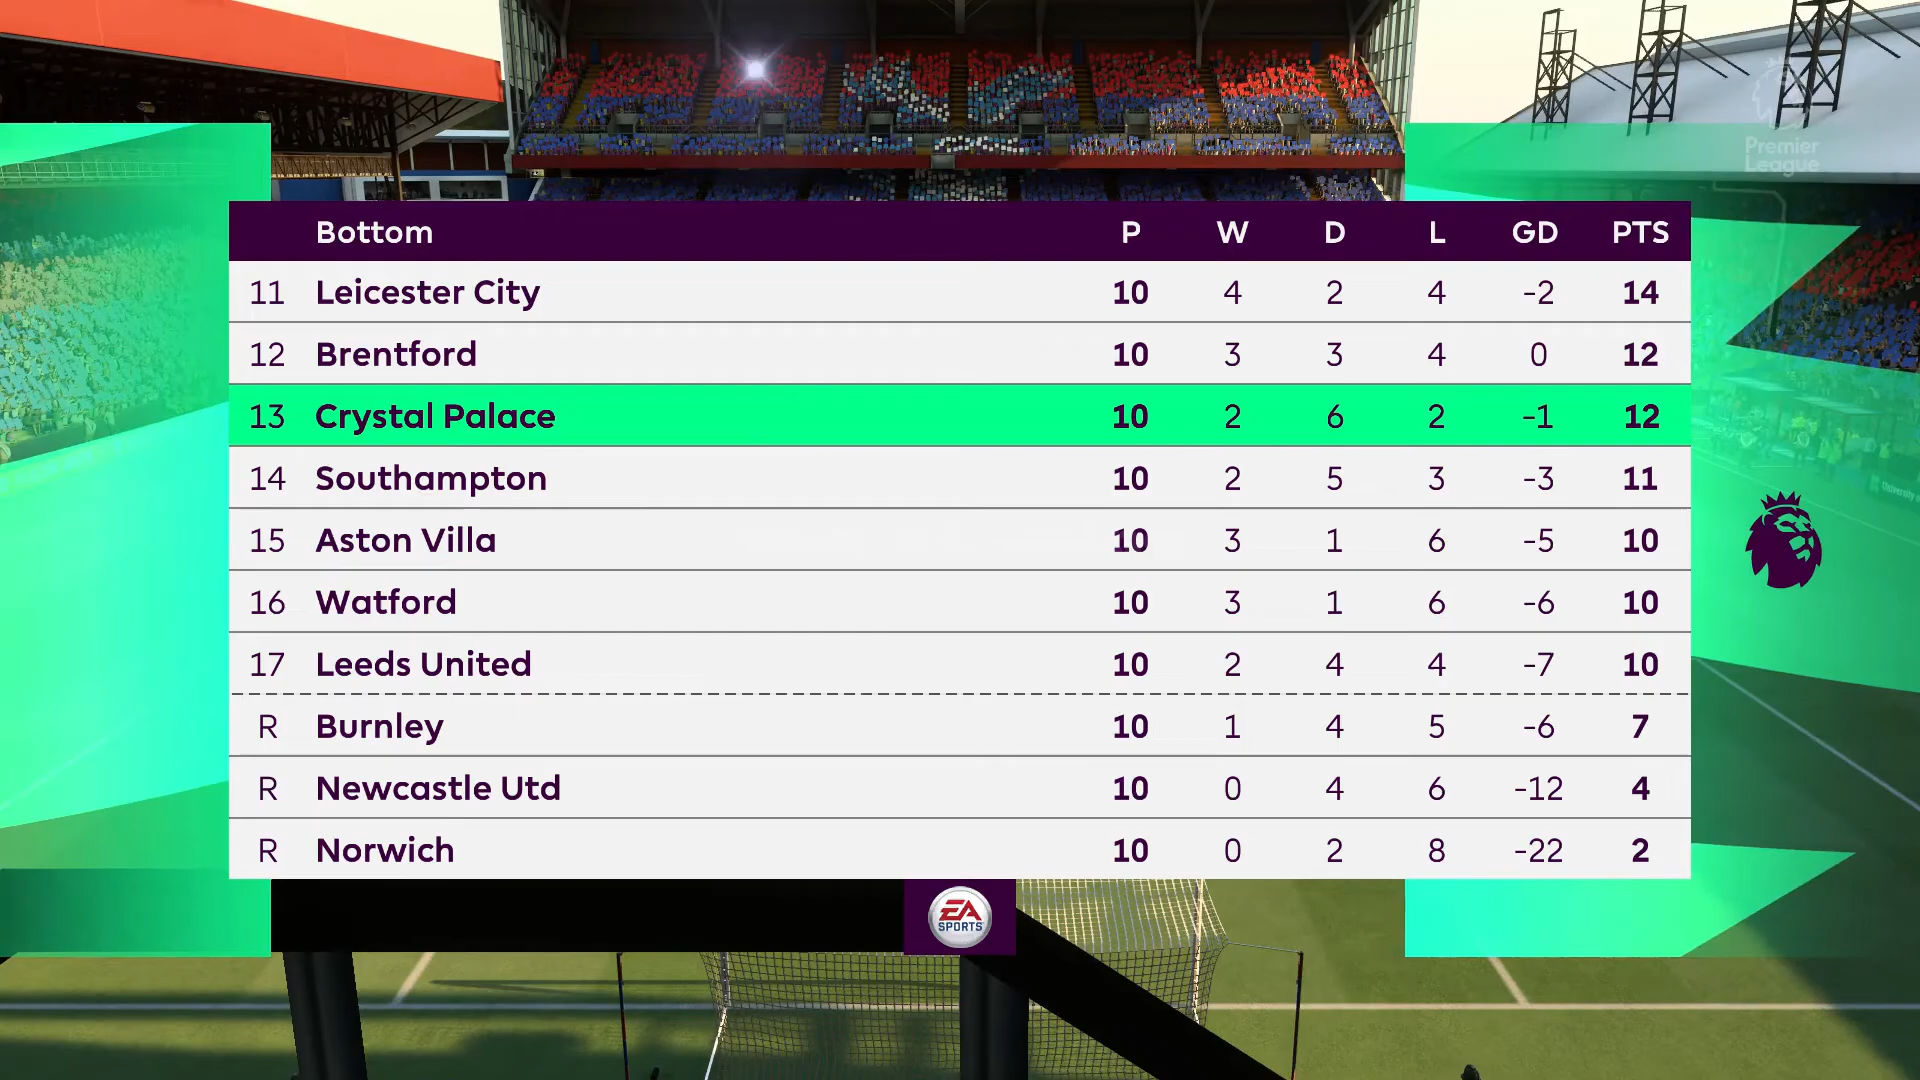 Premier
League
Bottom P W D L GD PTS
11 Leicester City 10 4 2 4 -2 14
12 Brentford 10 3 3 4 0 12
13 Crystal Palace 10 2 6 2 -1 12
14 Southampton 10 2 5 3 -3 11
15 Aston Villa 10 3 1 6 -5 10
16 Watford 10 3 1 6 -6 10
17 Leeds United 10 2 4 4 -7 10
R Burnley 10 1 4 5 -6 7
R Newcastle Utd 10 0 4 6 -12 4
R Norwich 10 0 2 8 -22 2
EA
SPORTS